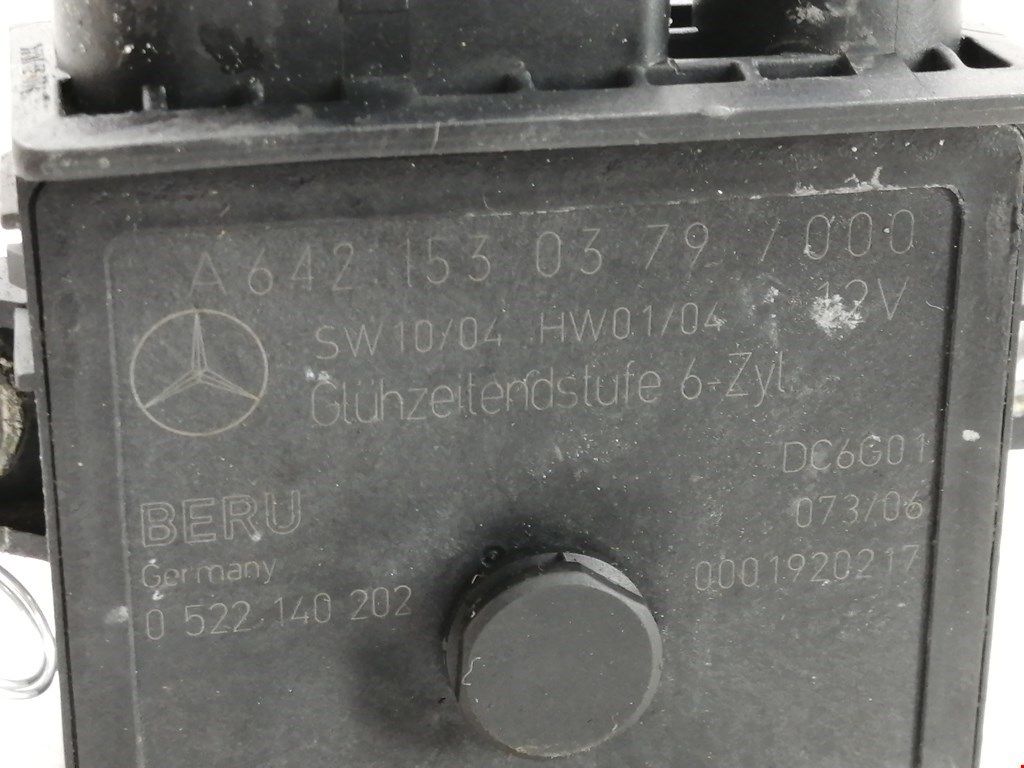 A 642 153 03 79 / 000
12V
SW10/04 HW01/04
Glühzeitendstufe 6-Zyl.
DC6G01
BERU
073/06
Germany
0001920217
0 522 140 202